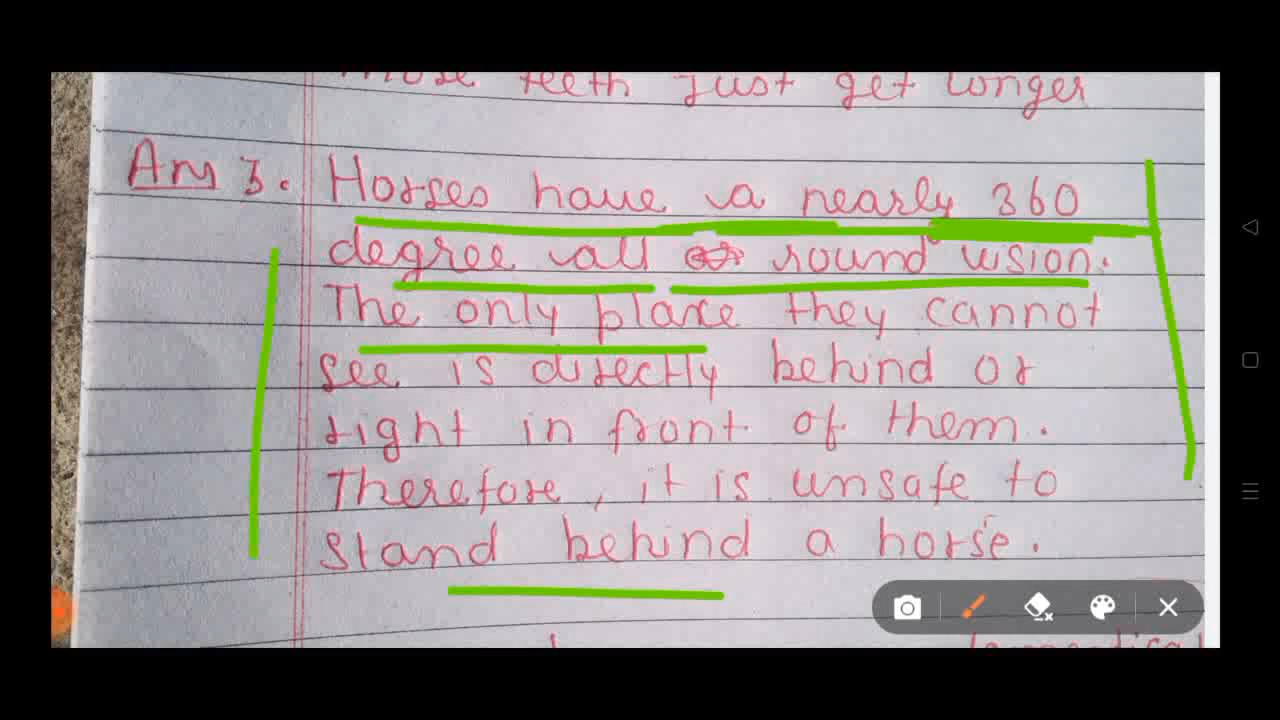 those teeth just get longer
Ans 3. Horses have a nearly 360
degree all round vision.
The only place they cannot
see is directly behind or
right in front of them.
Therefore, it is unsafe to
stand behind a horse.